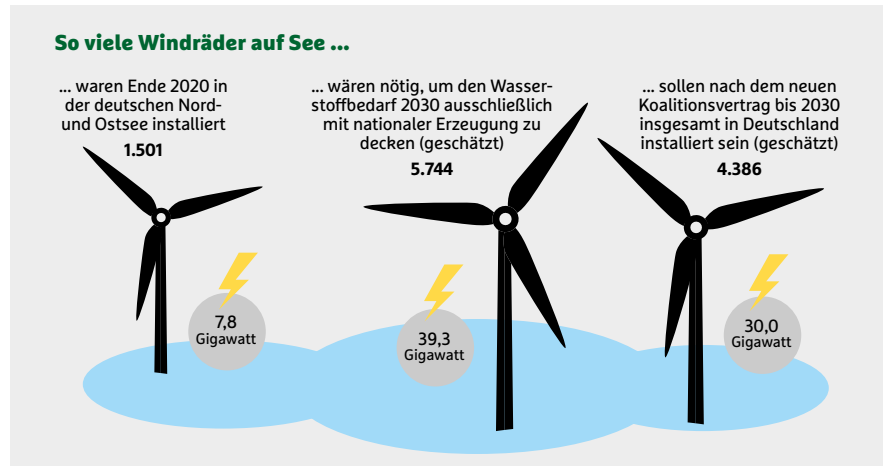 So viele Windräder auf See ...
... waren Ende 2020 in
der deutschen Nord-
und Ostsee installiert
1.501
... wären nötig, um den Wasser-
stoffbedarf 2030 ausschließlich
mit nationaler Erzeugung zu
decken (geschätzt)
5.744
... sollen nach dem neuen
Koalitionsvertrag bis 2030
insgesamt in Deutschland
installiert sein (geschätzt)
4.386
7,8
Gigawatt
39,3
Gigawatt
30,0
Gigawatt